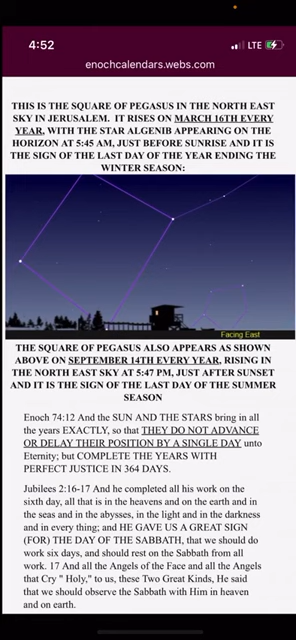 4:52
LTE
enochcalendars.webs.com
THIS IS THE SQUARE OF PEGASUS IN THE NORTH EAST
SKY IN JERUSALEM. IT RISES ON MARCH 16TH EVERY
YEAR, WITH THE STAR ALGENIB APPEARING ON THE
HORIZON AT 5:45 AM, JUST BEFORE SUNRISE AND IT IS
THE SIGN OF THE LAST DAY OF THE YEAR ENDING THE
WINTER SEASON:
Facing East
THE SQUARE OF PEGASUS ALSO APPEARS AS SHOWN
ABOVE ON SEPTEMBER 14TH EVERY YEAR, RISING IN
THE NORTH EAST SKY AT 5:47 PM, JUST AFTER SUNSET
AND IT IS THE SIGN OF THE LAST DAY OF THE SUMMER
SEASON
Enoch 74:12 And the SUN AND THE STARS bring in all
the years EXACTLY, so that THEY DO NOT ADVANCE
OR DELAY THEIR POSITION BY A SINGLE DAY unto
Eternity; but COMPLETE THE YEARS WITH
PERFECT JUSTICE IN 364 DAYS.
Jubilees 2:16-17 And he completed all his work on the
sixth day, all that is in the heavens and on the earth and in
the seas and in the abysses, in the light and in the darkness
and in every thing; and HE GAVE US A GREAT SIGN
(FOR) THE DAY OF THE SABBATH, that we should do
work six days, and should rest on the Sabbath from all
work. 17 And all the Angels of the Face and all the Angels
that Cry " Holy," to us, these Two Great Kinds, He said
that we should observe the Sabbath with Him in heaven
and on earth.